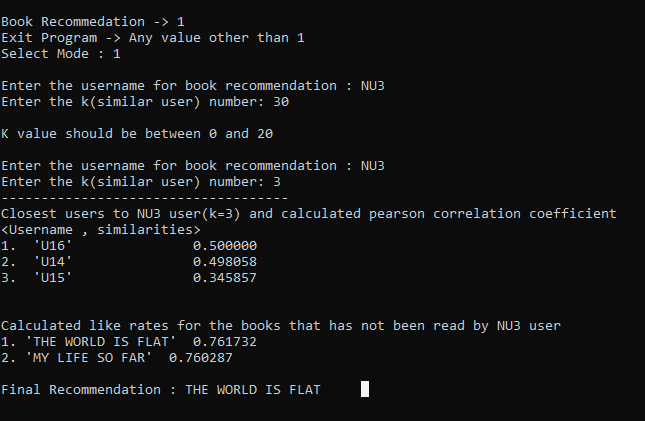 Book Recommedation -> 1
Exit Program -> Any value other than 1
Select Mode : 1
Enter the username for book recommendation : NU3
Enter the k(similar user) number: 30
K value should be between 0 and 20
Enter the username for book recommendation : NU3
Enter the k(similar user) number: 3
------------------------------------
Closest users to NU3 user(k=3) and calculated pearson correlation coefficient
<Username , similarities>
1.  'U16'               0.500000
2.  'U14'               0.498058
3.  'U15'               0.345857
Calculated like rates for the books that has not been read by NU3 user
1. 'THE WORLD IS FLAT'  0.761732
2. 'MY LIFE SO FAR'  0.760287
Final Recommendation : THE WORLD IS FLAT